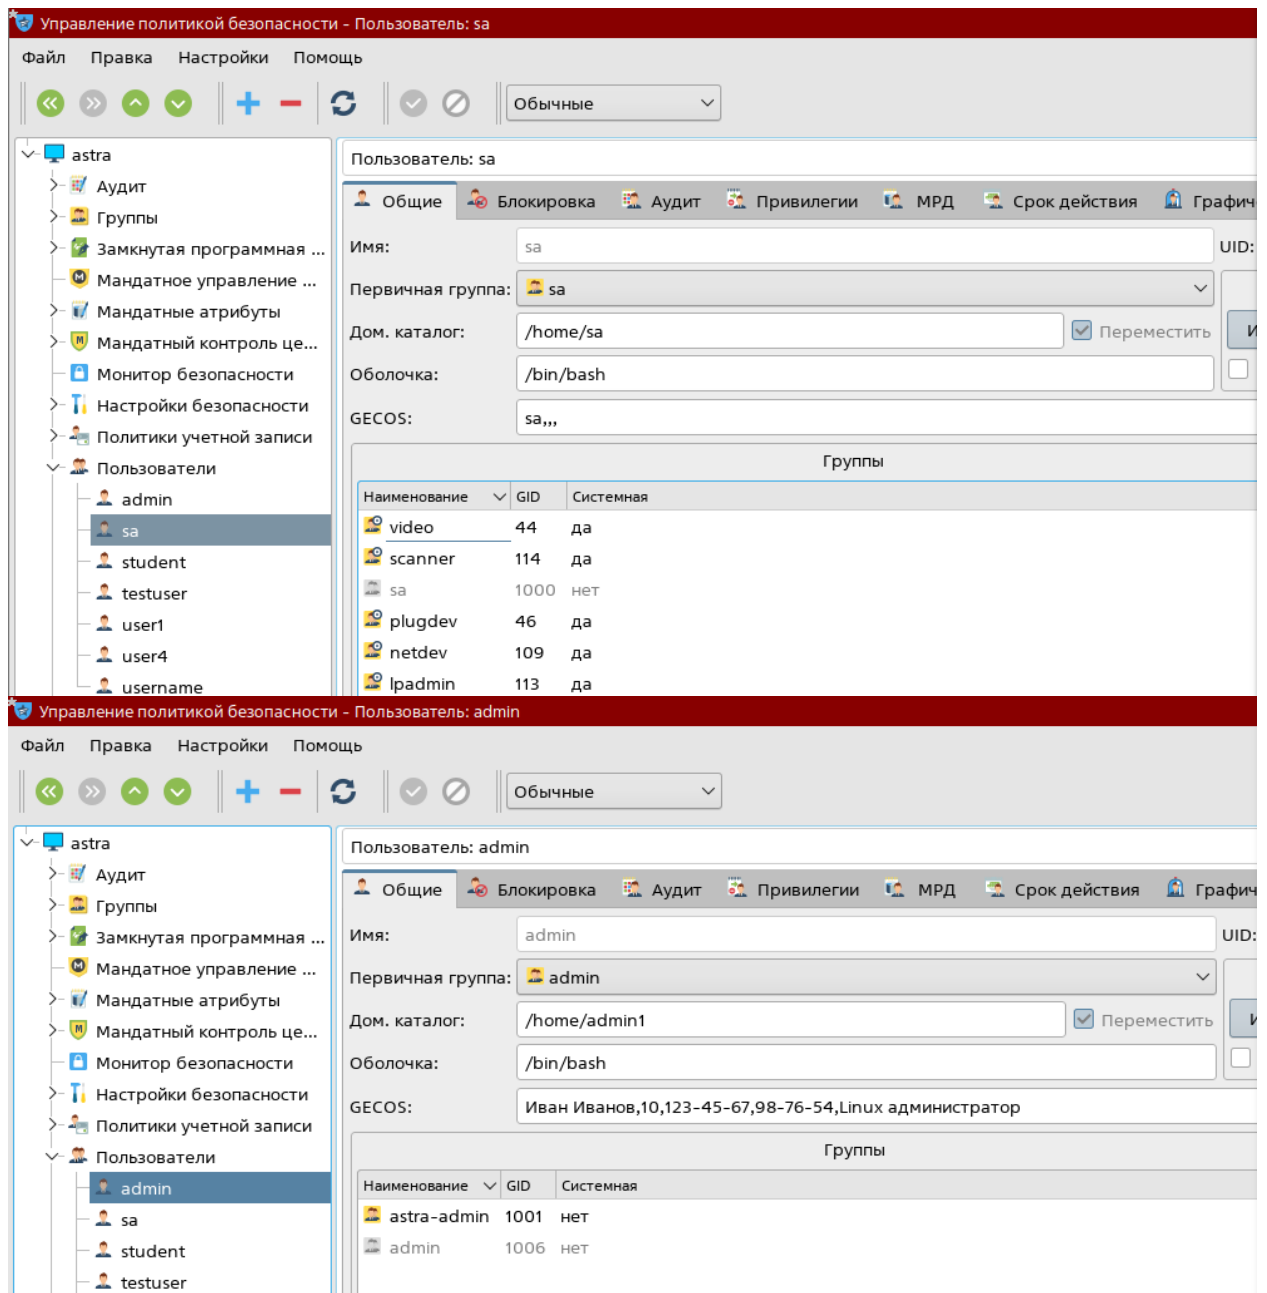 Управление политикой безопасности - Пользователь: sa
Файл Правка Настройки Помощь
Обычные
astra
Аудит
Группы
Замкнутая программная ...
Мандатное управление ...
Мандатные атрибуты
Мандатный контроль це...
Монитор безопасности
Настройки безопасности
Политики учетной записи
Пользователи
admin
sa
student
testuser
user1
user4
username
Пользователь: sa
Общие Блокировка Аудит Привилегии МРД Срок действия Графич
Имя: sa UID:
Первичная группа: sa
Дом. каталог: /home/sa Переместить И
Оболочка: /bin/bash
GECOS: sa,,,
Группы
Наименование GID Системная
video 44 да
scanner 114 да
sa 1000 нет
plugdev 46 да
netdev 109 да
lpadmin 113 да
Управление политикой безопасности - Пользователь: admin
Файл Правка Настройки Помощь
Обычные
astra
Аудит
Группы
Замкнутая программная ...
Мандатное управление ...
Мандатные атрибуты
Мандатный контроль це...
Монитор безопасности
Настройки безопасности
Политики учетной записи
Пользователи
admin
sa
student
testuser
Пользователь: admin
Общие Блокировка Аудит Привилегии МРД Срок действия Графич
Имя: admin UID:
Первичная группа: admin
Дом. каталог: /home/admin1 Переместить И
Оболочка: /bin/bash
GECOS: Иван Иванов,10,123-45-67,98-76-54,Linux администратор
Группы
Наименование GID Системная
astra-admin 1001 нет
admin 1006 нет